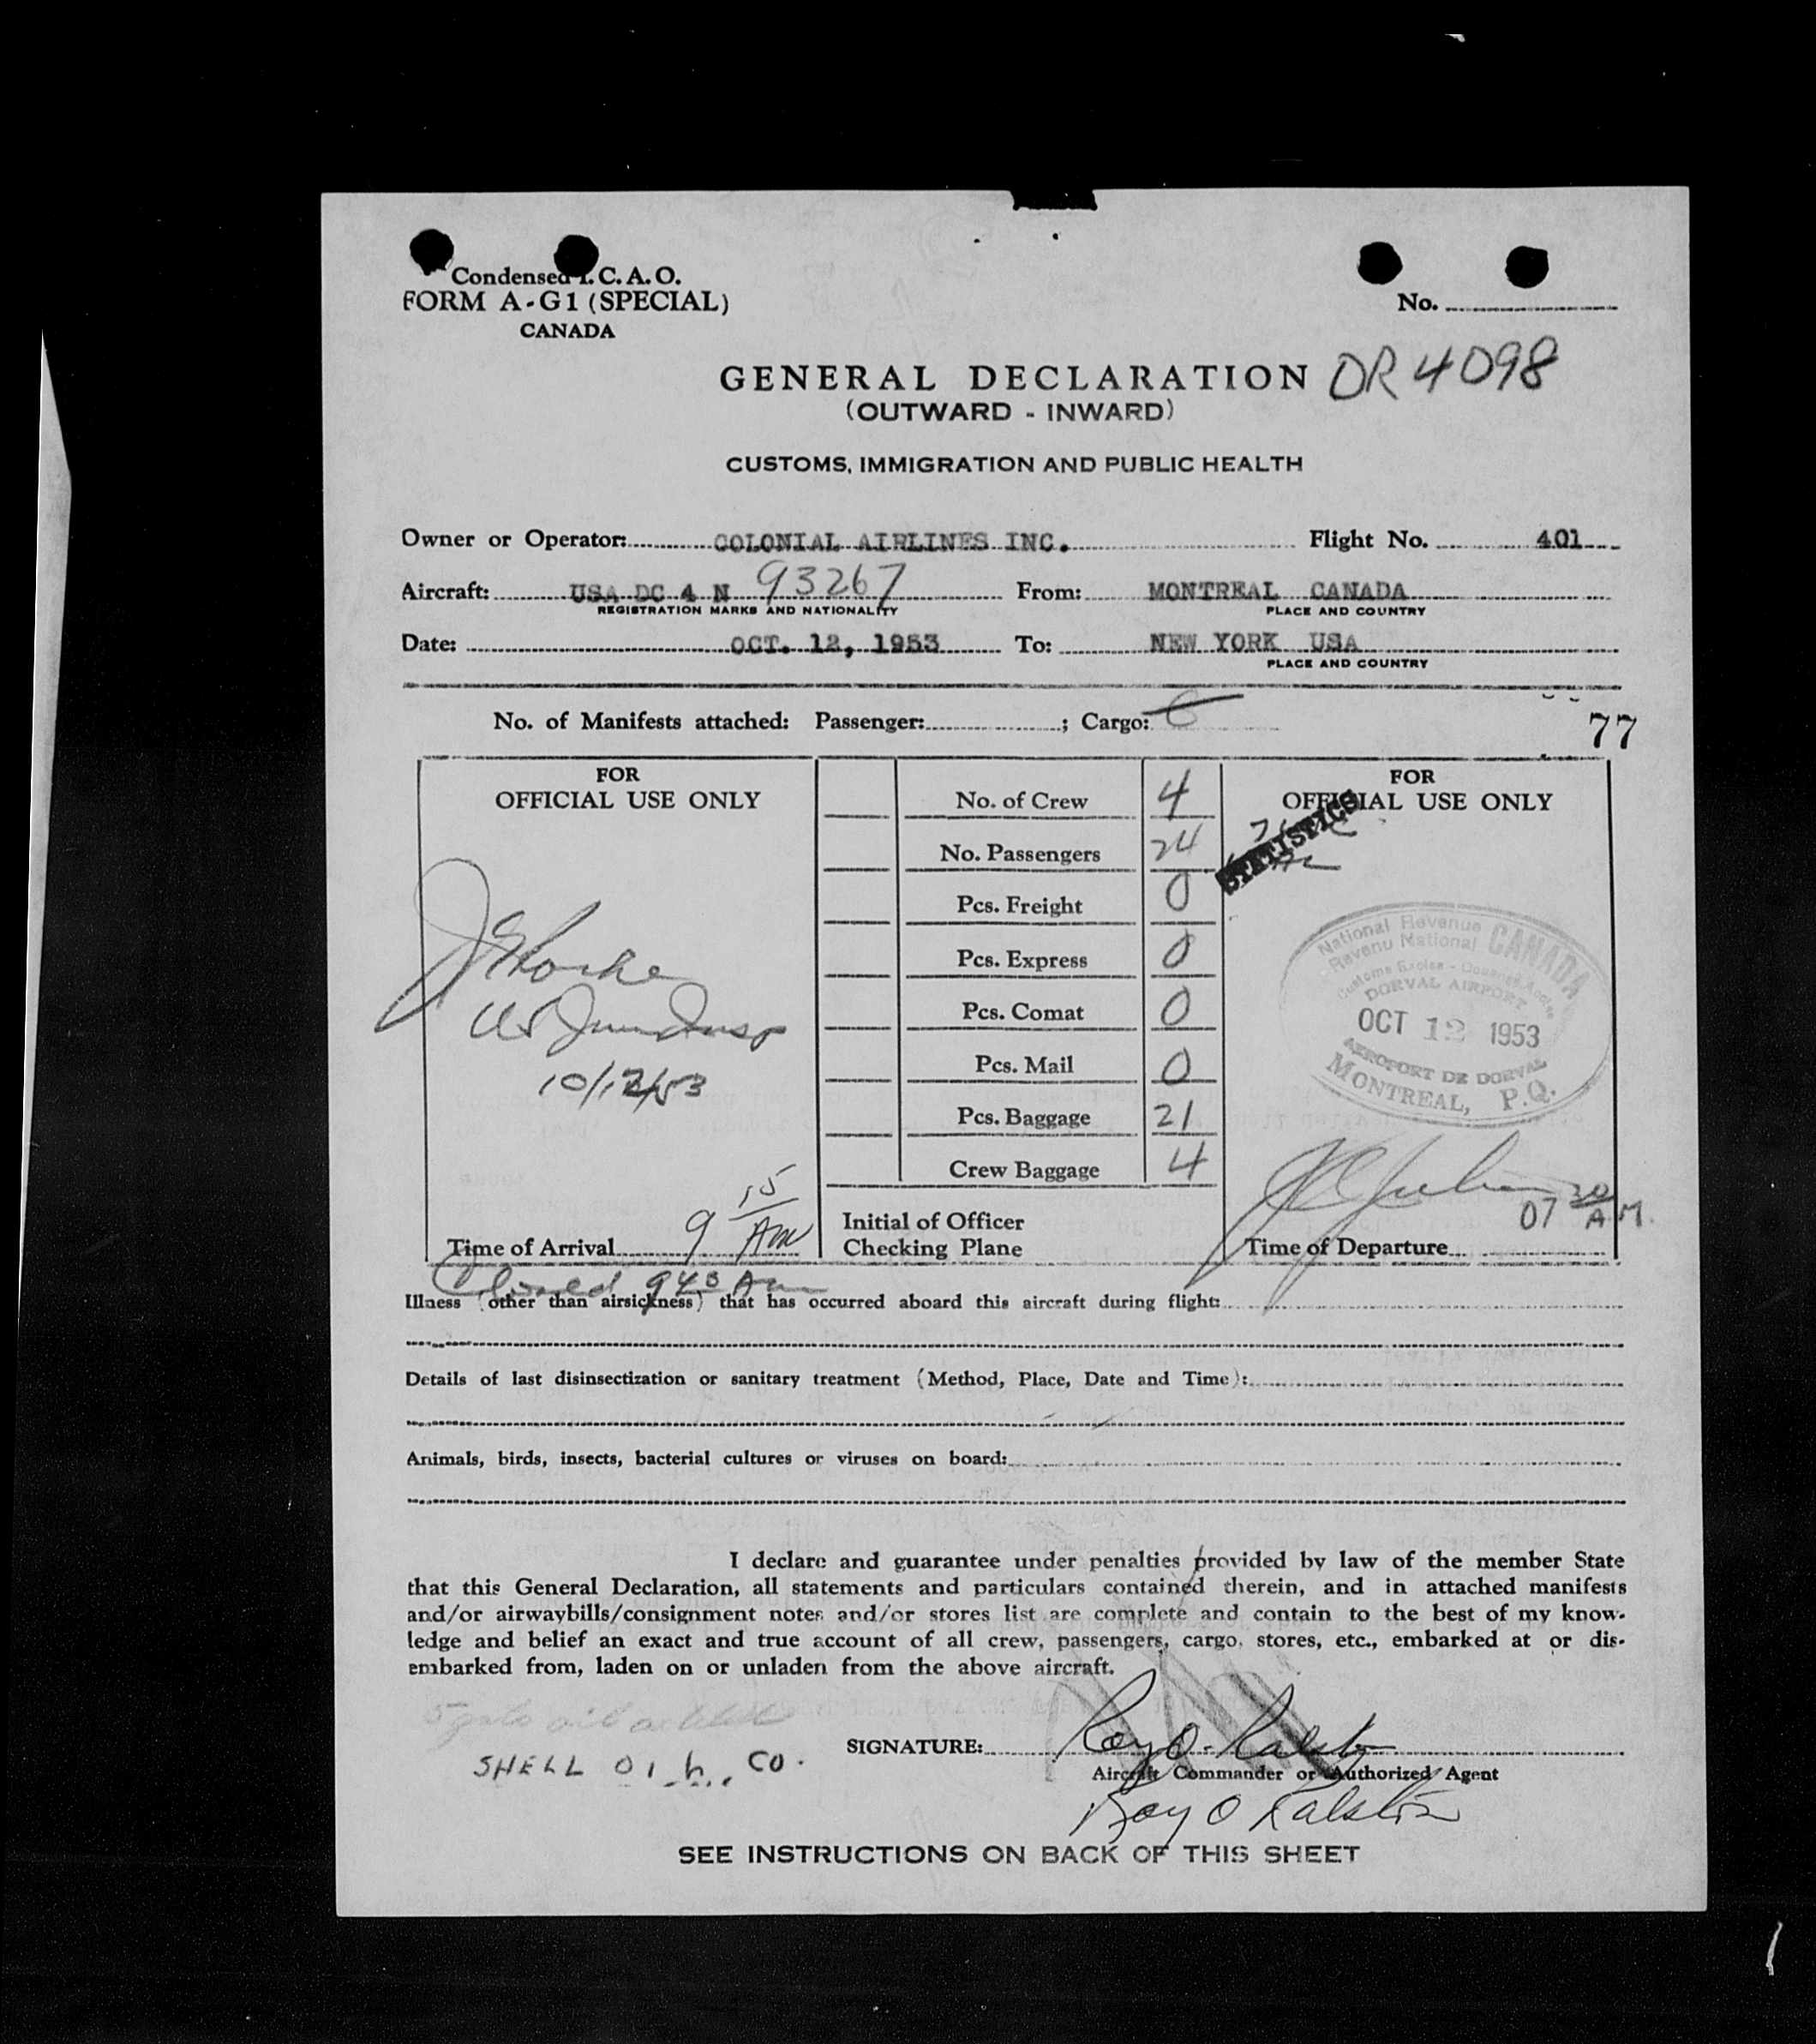 Condensed I.C.A.O.
FORM A-G1 (SPECIAL)
CANADA
No.
GENERAL DECLARATION DR 4098
(OUTWARD - INWARD)
CUSTOMS, IMMIGRATION AND PUBLIC HEALTH
Owner or Operator: COLONIAL AIRLINES INC. Flight No. 401
Aircraft: USA DC 4 N 93267 From: MONTREAL CANADA
REGISTRATION MARKS AND NATIONALITY PLACE AND COUNTRY
Date: OCT. 12, 1953 To: NEW YORK USA
PLACE AND COUNTRY
No. of Manifests attached: Passenger: ; Cargo:
77
FOR
OFFICIAL USE ONLY
10/12/53
Time of Arrival 9 15 AM
No. of Crew 4
No. Passengers 24
Pcs. Freight 0
Pcs. Express 0
Pcs. Comat 0
Pcs. Mail 0
Pcs. Baggage 21
Crew Baggage 4
Initial of Officer
Checking Plane
FOR
OFFICIAL USE ONLY
STATISTICS
National Revenue CANADA
Revenu National
Customs Excise - Douanes Accise
DORVAL AIRPORT
OCT 12 1953
AEROPORT DE DORVAL
MONTREAL, P.Q.
07 30 A.M.
Time of Departure
Cleared 943 Am
Illness (other than airsickness) that has occurred aboard this aircraft during flight:
Details of last disinsectization or sanitary treatment (Method, Place, Date and Time):
Animals, birds, insects, bacterial cultures or viruses on board:
I declare and guarantee under penalties provided by law of the member State
that this General Declaration, all statements and particulars contained therein, and in attached manifests
and/or airwaybills/consignment notes and/or stores list are complete and contain to the best of my know-
ledge and belief an exact and true account of all crew, passengers, cargo, stores, etc., embarked at or dis-
embarked from, laden on or unladen from the above aircraft.
5 gals oil added
SHELL OIL CO.
SIGNATURE: Roy O. Ralston
Aircraft Commander or Authorized Agent
Roy O Ralston
SEE INSTRUCTIONS ON BACK OF THIS SHEET